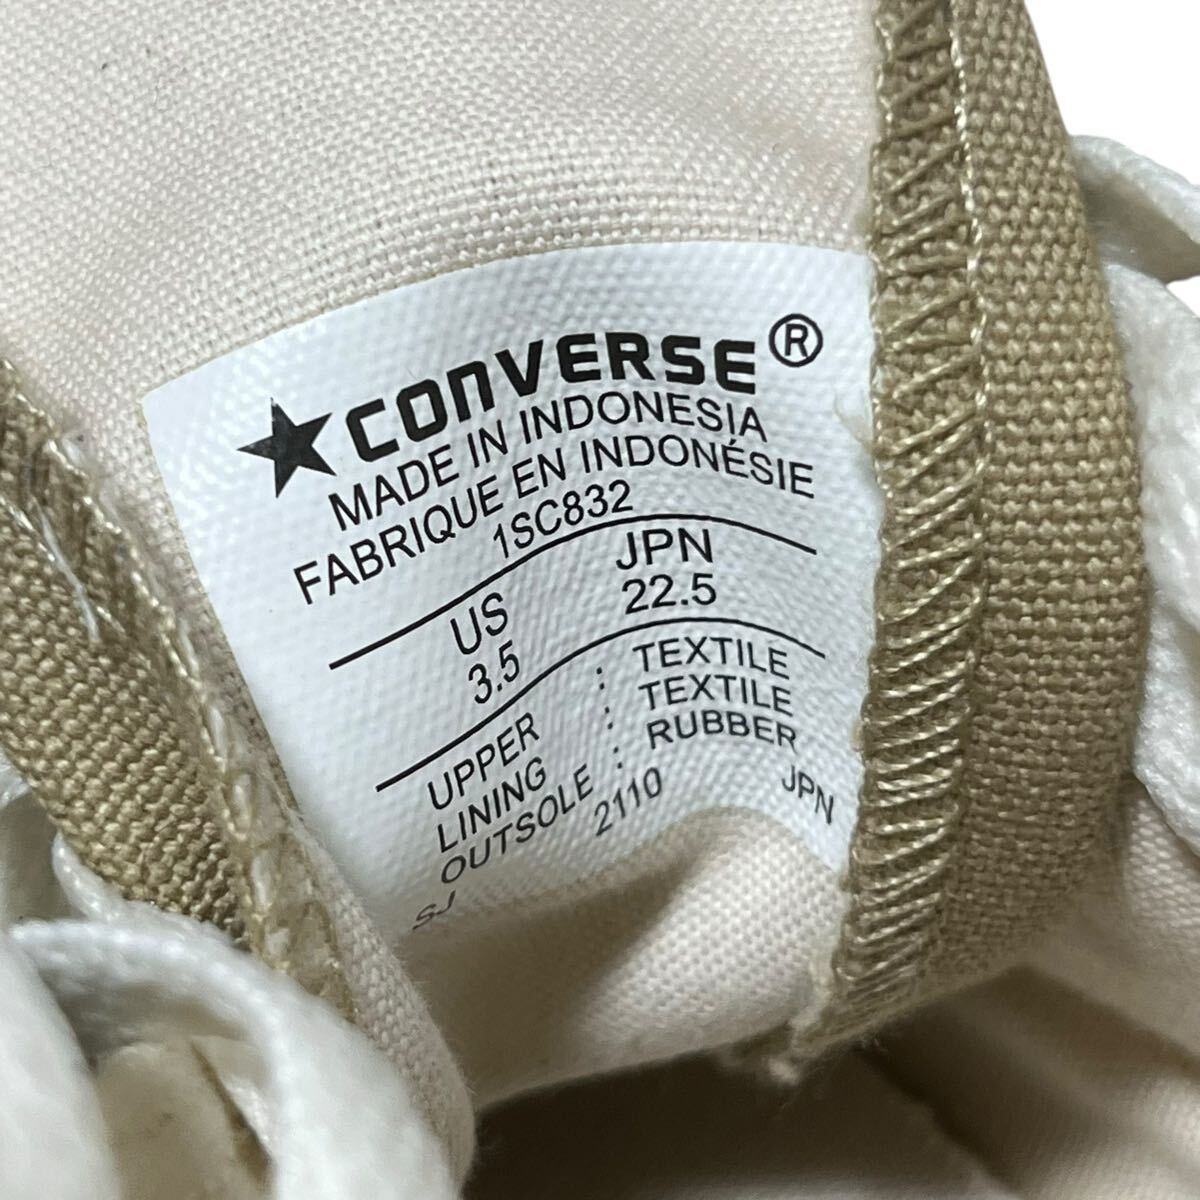 ★CONVERSE®
MADE IN INDONESIA
FABRIQUE EN INDONÉSIE
1SC832
US JPN
3.5 22.5
UPPER : TEXTILE
LINING : TEXTILE
OUTSOLE : RUBBER
SJ 2110 JPN